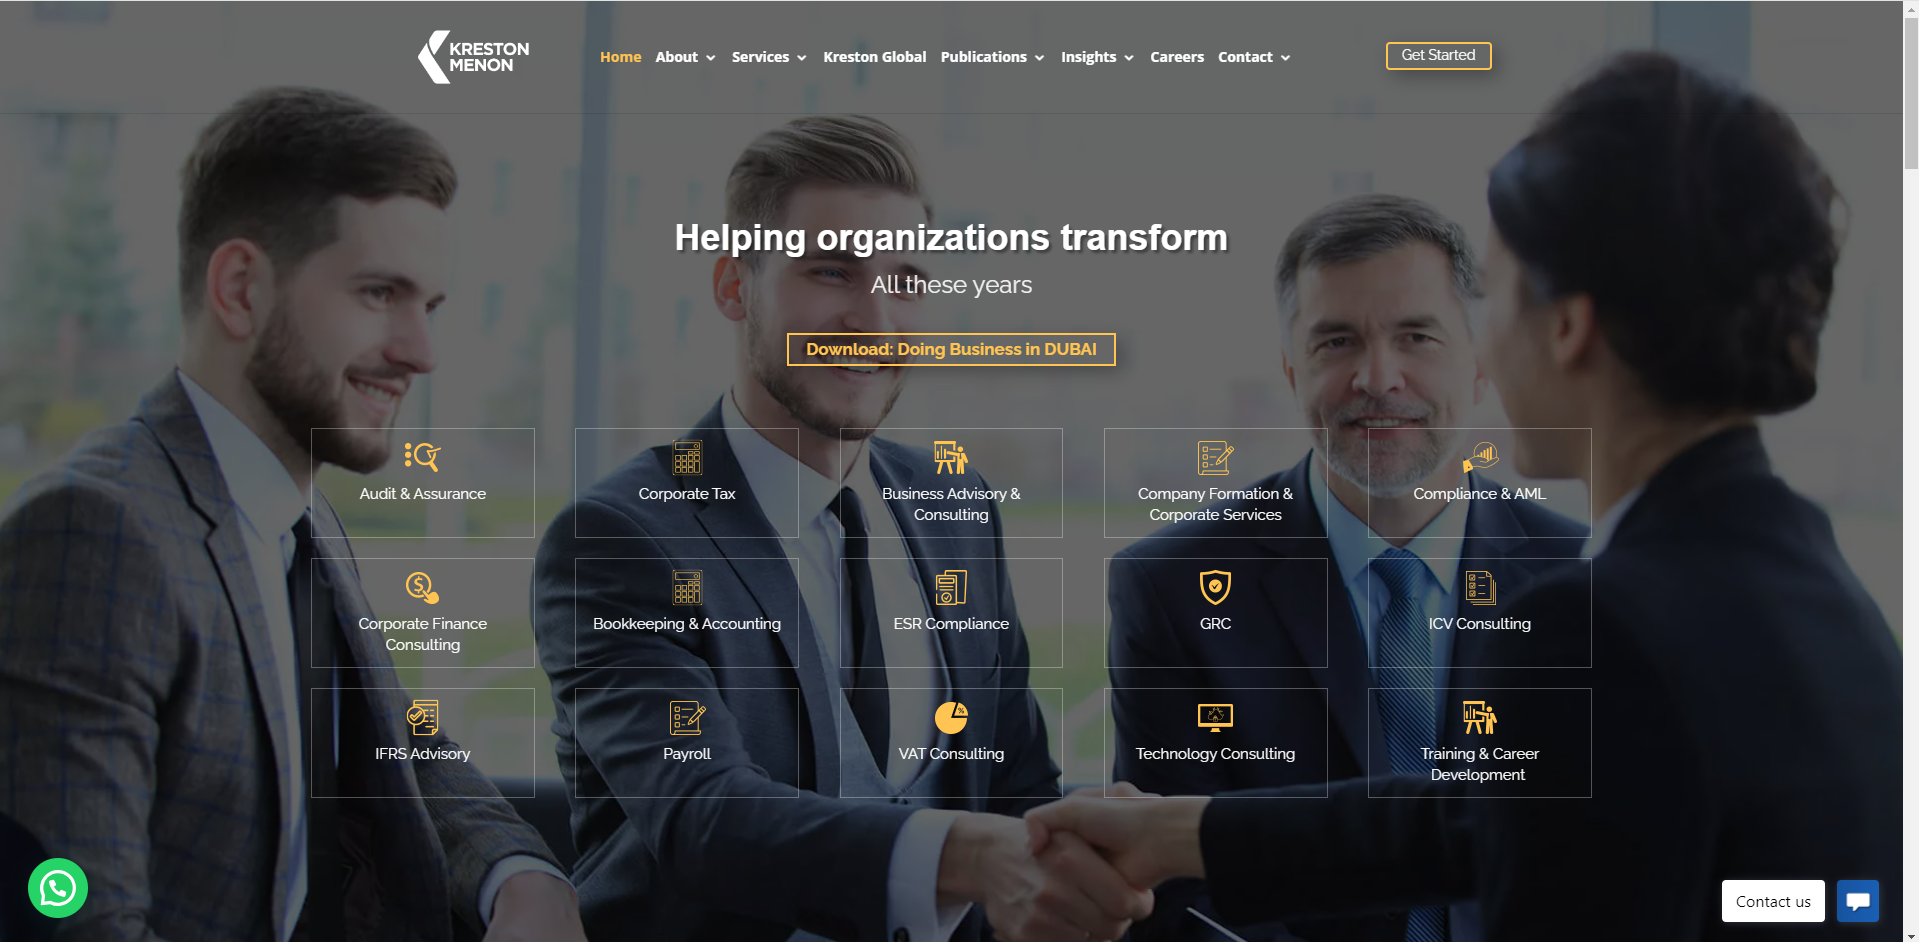 KRESTON
MENON
Home About Services Kreston Global Publications Insights Careers Contact
Get Started
Helping organizations transform
All these years
Download: Doing Business in DUBAI
Audit & Assurance
Corporate Tax
Business Advisory &
Consulting
Company Formation &
Corporate Services
Compliance & AML
Corporate Finance
Consulting
Bookkeeping & Accounting
ESR Compliance
GRC
ICV Consulting
IFRS Advisory
Payroll
VAT Consulting
Technology Consulting
Training & Career
Development
Contact us